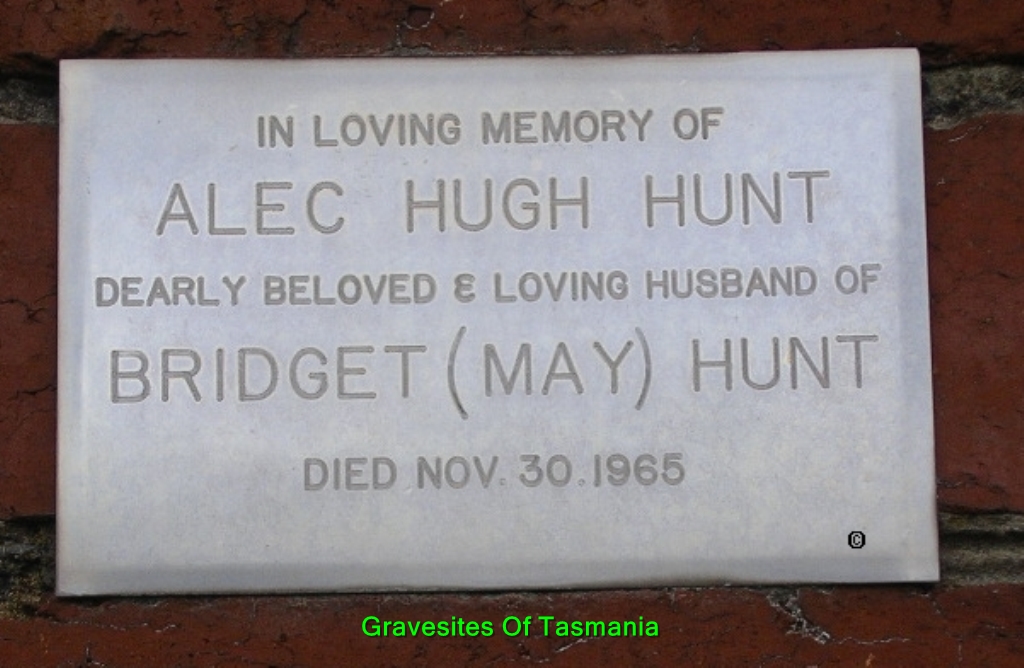 IN LOVING MEMORY OF
ALEC HUGH HUNT
DEARLY BELOVED & LOVING HUSBAND OF
BRIDGET (MAY) HUNT
DIED NOV. 30. 1965
©
Gravesites Of Tasmania